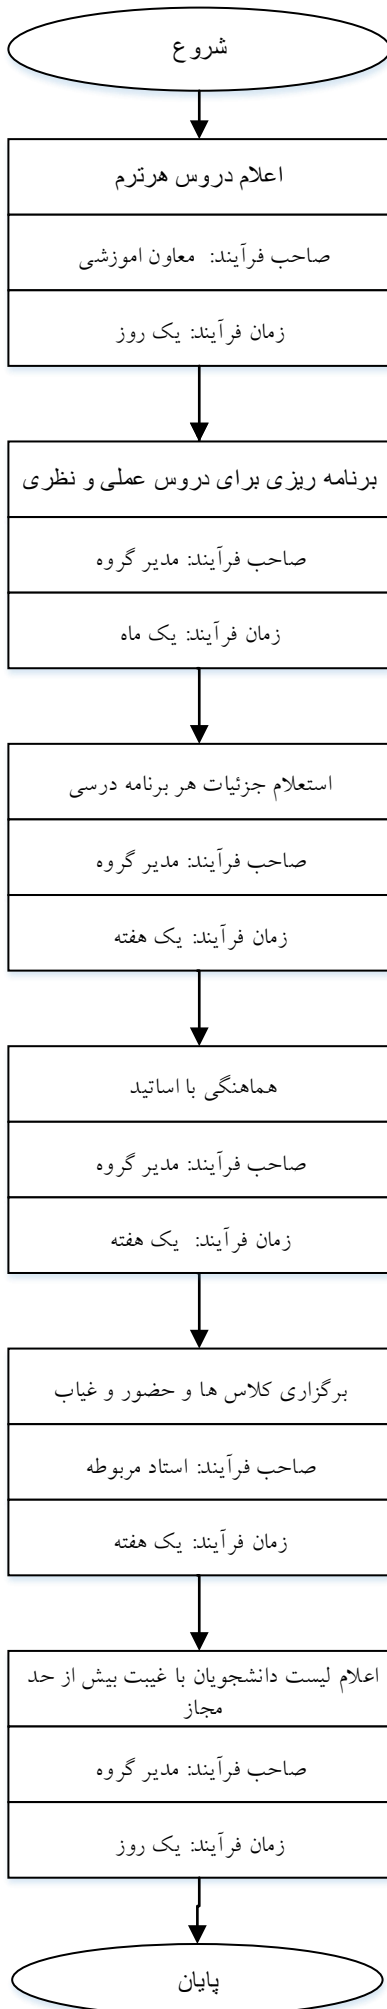 شروع
اعلام دروس هرترم
صاحب فرآیند:  معاون اموزشی
زمان فرآیند: یک روز
برنامه ریزی برای دروس عملی و نظری
صاحب فرآیند: مدیر گروه
زمان فرآیند: یک ماه
استعلام جزئیات هر برنامه درسی
صاحب فرآیند: مدیر گروه
زمان فرآیند: یک هفته
هماهنگی با اساتید
صاحب فرآیند: مدیر گروه
زمان فرآیند:  یک هفته
برگزاری کلاس ها و حضور و غیاب
صاحب فرآیند: استاد مربوطه
زمان فرآیند: یک هفته
اعلام لیست دانشجویان با غیبت بیش از حد
مجاز
صاحب فرآیند: مدیر گروه
زمان فرآیند: یک روز
پایان